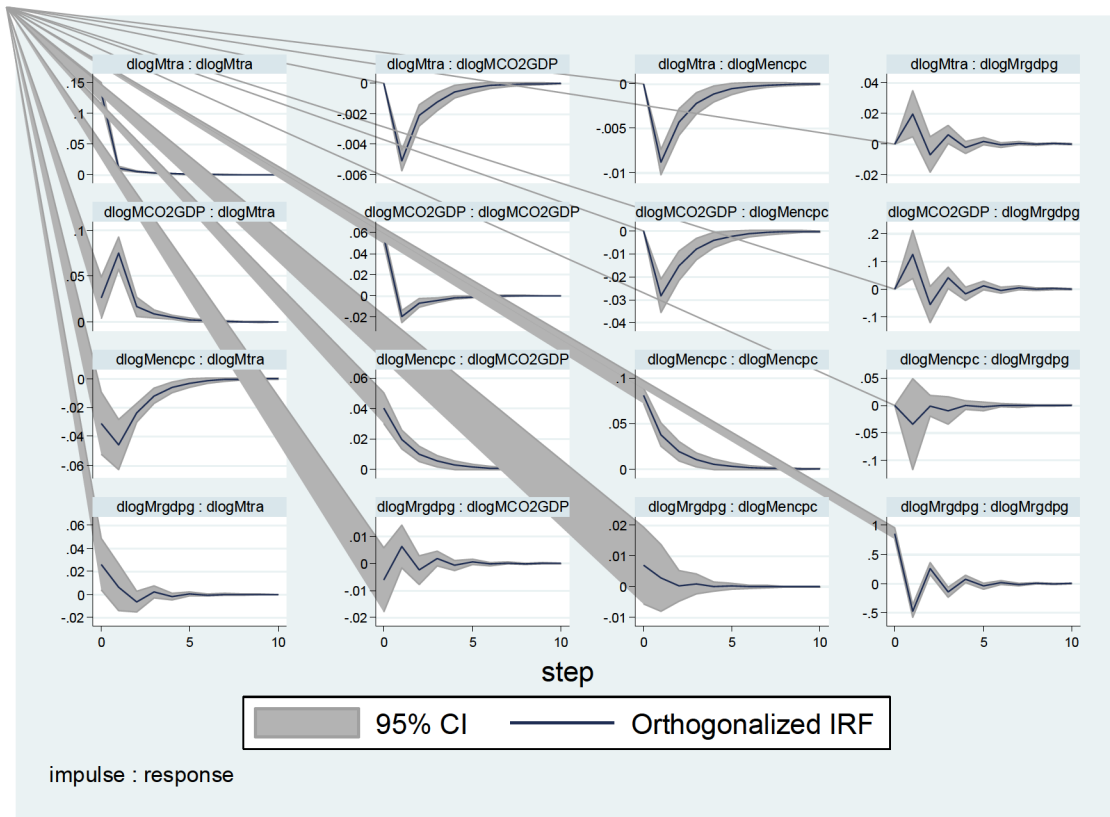 dlogMtra : dlogMtra
.15
.1
.05
0
dlogMtra : dlogMCO2GDP
0
-.002
-.004
-.006
dlogMtra : dlogMencpc
0
-.005
-.01
dlogMtra : dlogMrgdpg
.04
.02
0
-.02
dlogMCO2GDP : dlogMtra
.1
.05
0
dlogMCO2GDP : dlogMCO2GDP
.06
.04
.02
0
-.02
dlogMCO2GDP : dlogMencpc
0
-.01
-.02
-.03
-.04
dlogMCO2GDP : dlogMrgdpg
.2
.1
0
-.1
dlogMencpc : dlogMtra
0
-.02
-.04
-.06
dlogMencpc : dlogMCO2GDP
.06
.04
.02
0
dlogMencpc : dlogMencpc
.1
.05
0
dlogMencpc : dlogMrgdpg
.05
0
-.05
-.1
dlogMrgdpg : dlogMtra
.06
.04
.02
0
-.02
0 5 10
dlogMrgdpg : dlogMCO2GDP
.01
0
-.01
-.02
0 5 10
dlogMrgdpg : dlogMencpc
.02
.01
0
-.01
0 5 10
dlogMrgdpg : dlogMrgdpg
1
.5
0
-.5
0 5 10
step
95% CI
Orthogonalized IRF
impulse : response